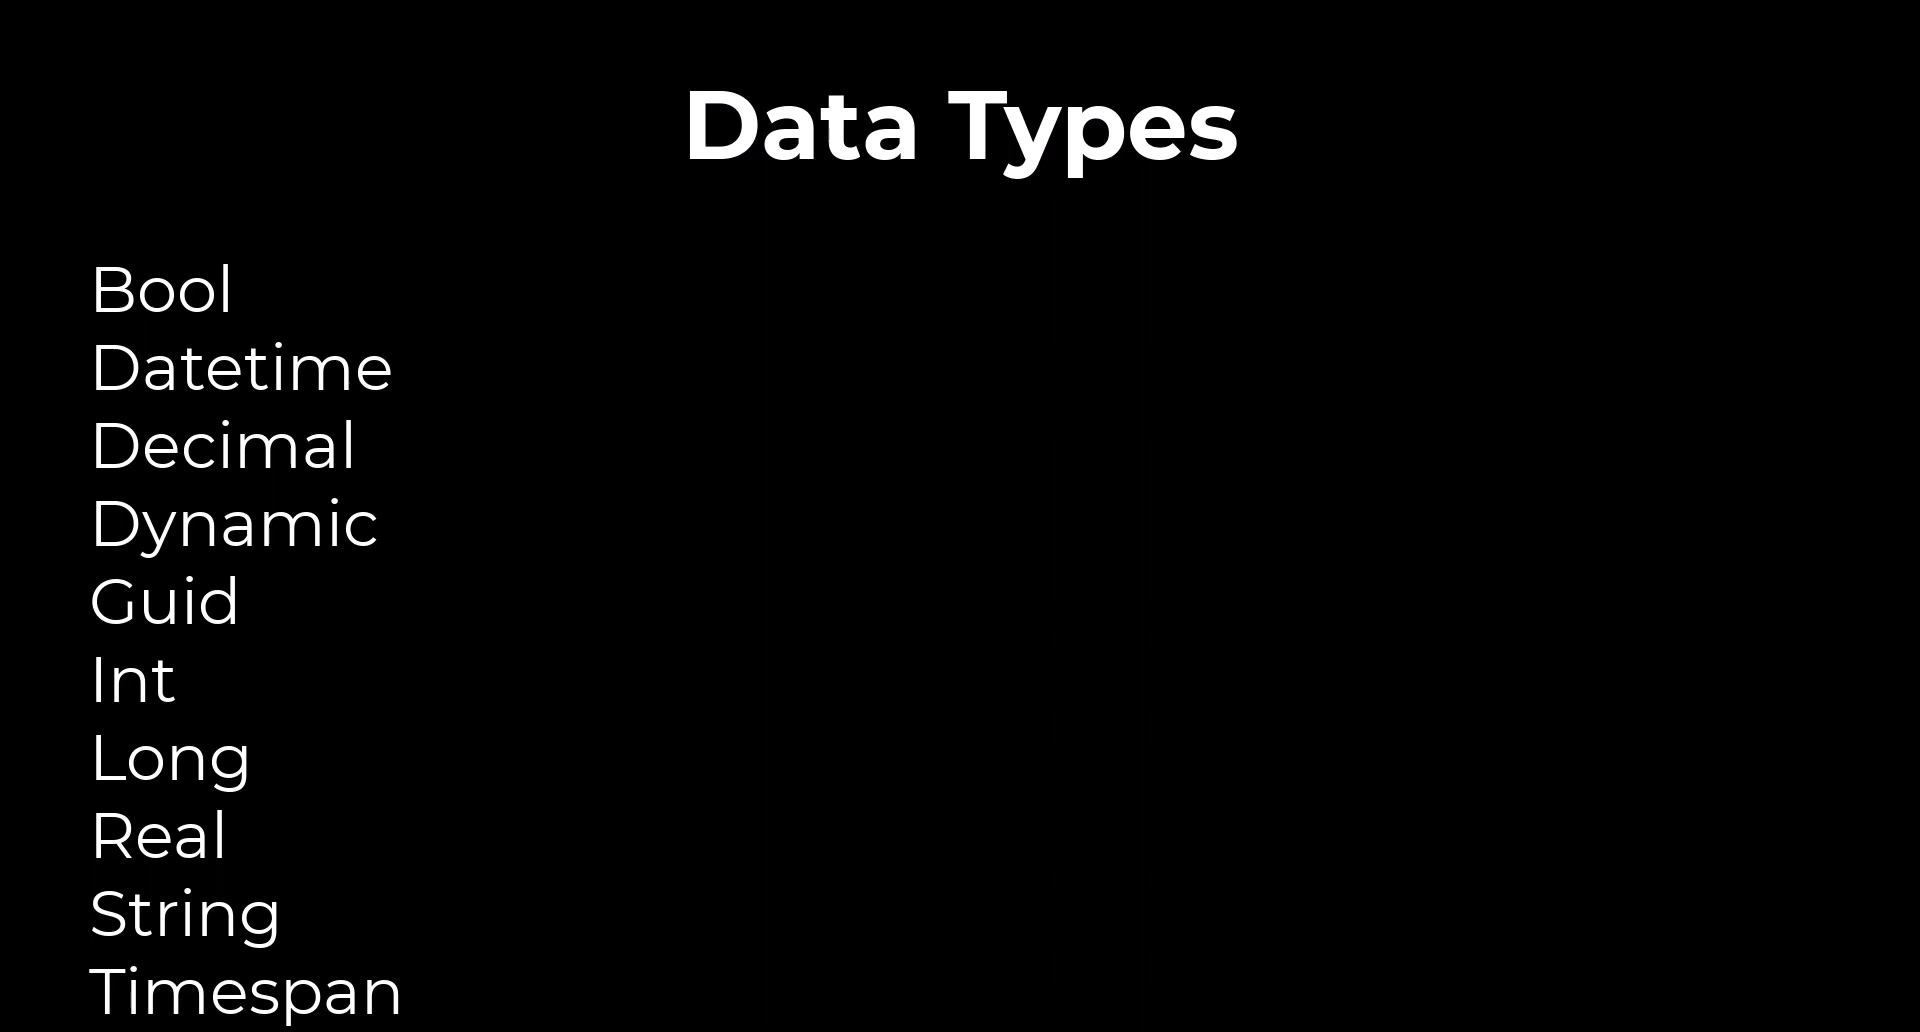 Data Types
Bool
Datetime
Decimal
Dynamic
Guid
Int
Long
Real
String
Timespan